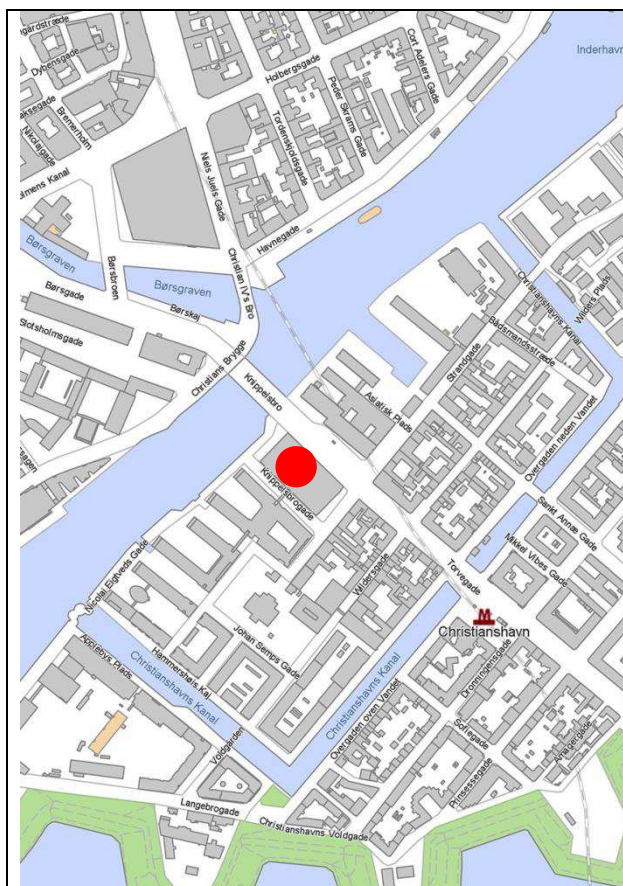 Dybensgade
Bremerholm
Nikolajgade
Holbergsgade
Cort Adelers Gade
Peder Skrams Gade
Tordenskjoldsgade
Niels Juels Gade
Havnegade
Christian IV's Bro
Børsgraven
Børsgraven
Børsbroen
Børsgade
Børskaj
Slotsholmsgade
Christians Brygge
Knippelsbro
Asiatisk Plads
Strandgade
Bådsmandsstræde
Christianshavns Kanal
Wilders Plads
Overgaden neden Vandet
Sankt Annæ Gade
Mikkel Vibes Gade
Torvegade
Knippelsbrogade
Wildersgade
Nicolai Eigtveds Gade
Hammershøis Kaj
Johan Semps Gade
M
Christianshavn
Applebys Plads
Christianshavns Kanal
Christianshavns Kanal
Overgaden oven Vandet
Dronningensgade
Sofiegade
Prinsessegade
Amagergade
Voldgården
Langebrogade
Christianshavns Voldgade